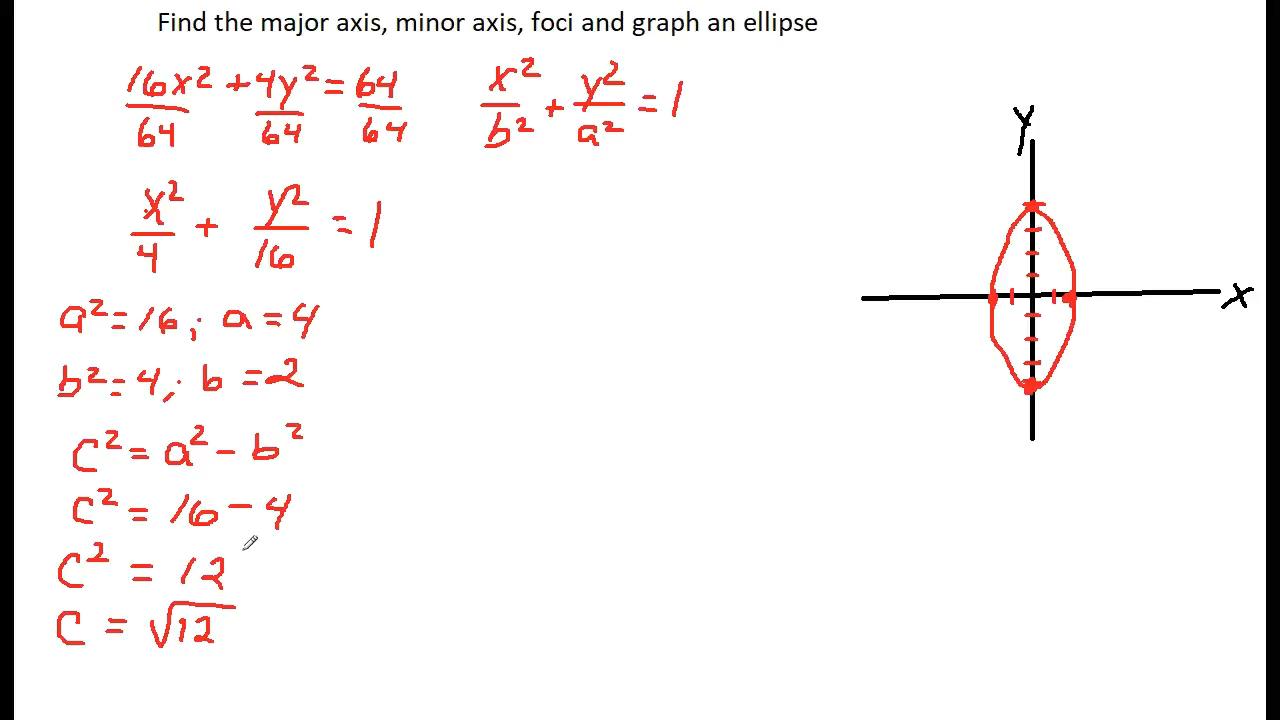 Find the major axis, minor axis, foci and graph an ellipse
16x²/64 + 4y²/64 = 64/64
x²/b² + y²/a² = 1
x²/4 + y²/16 = 1
a² = 16; a = 4
b² = 4; b = 2
c² = a² - b²
c² = 16 - 4
c² = 12
c = √12
Y
X